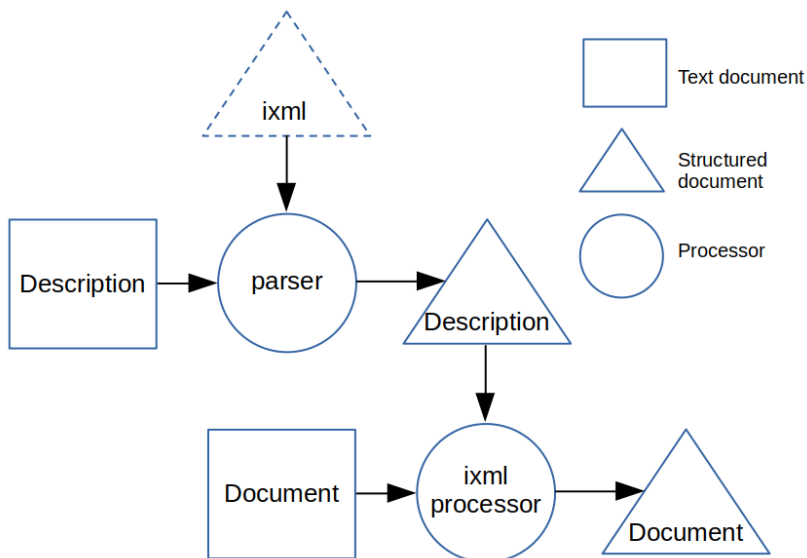 ixml
Text document
Structured
document
Processor
Description
parser
Description
Document
ixml
processor
Document